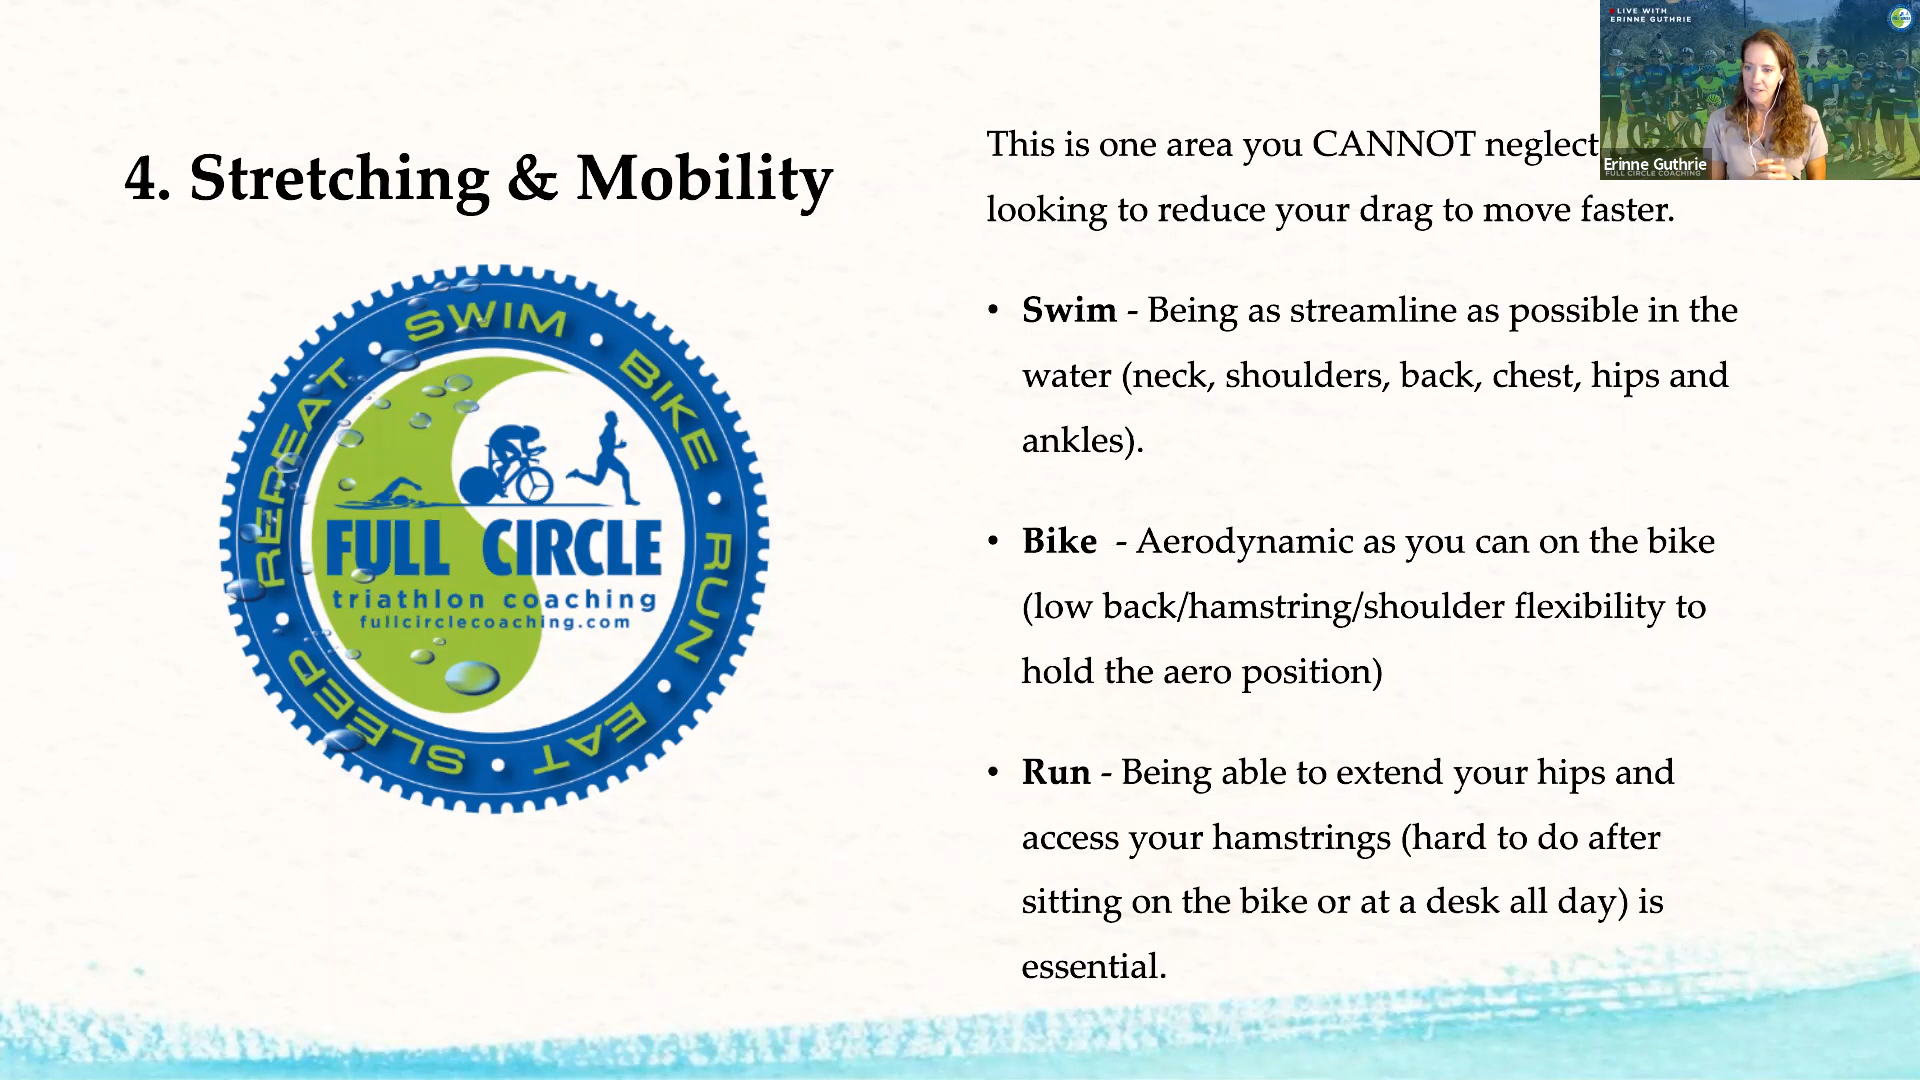 LIVE WITH
ERINNE GUTHRIE
Erinne Guthrie
FULL CIRCLE COACHING
4. Stretching & Mobility
SWIM • BIKE • RUN • EAT • SLEEP • REPEAT •
FULL CIRCLE
triathlon coaching
fullcirclecoaching.com
This is one area you CANNOT neglect
looking to reduce your drag to move faster.
• Swim - Being as streamline as possible in the
water (neck, shoulders, back, chest, hips and
ankles).
• Bike - Aerodynamic as you can on the bike
(low back/hamstring/shoulder flexibility to
hold the aero position)
• Run - Being able to extend your hips and
access your hamstrings (hard to do after
sitting on the bike or at a desk all day) is
essential.